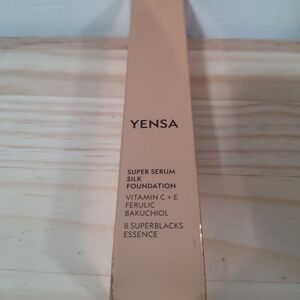 YENSA
SUPER SERUM
SILK
FOUNDATION
VITAMIN C + E
FERULIC
BAKUCHIOL
8 SUPERBLACKS
ESSENCE